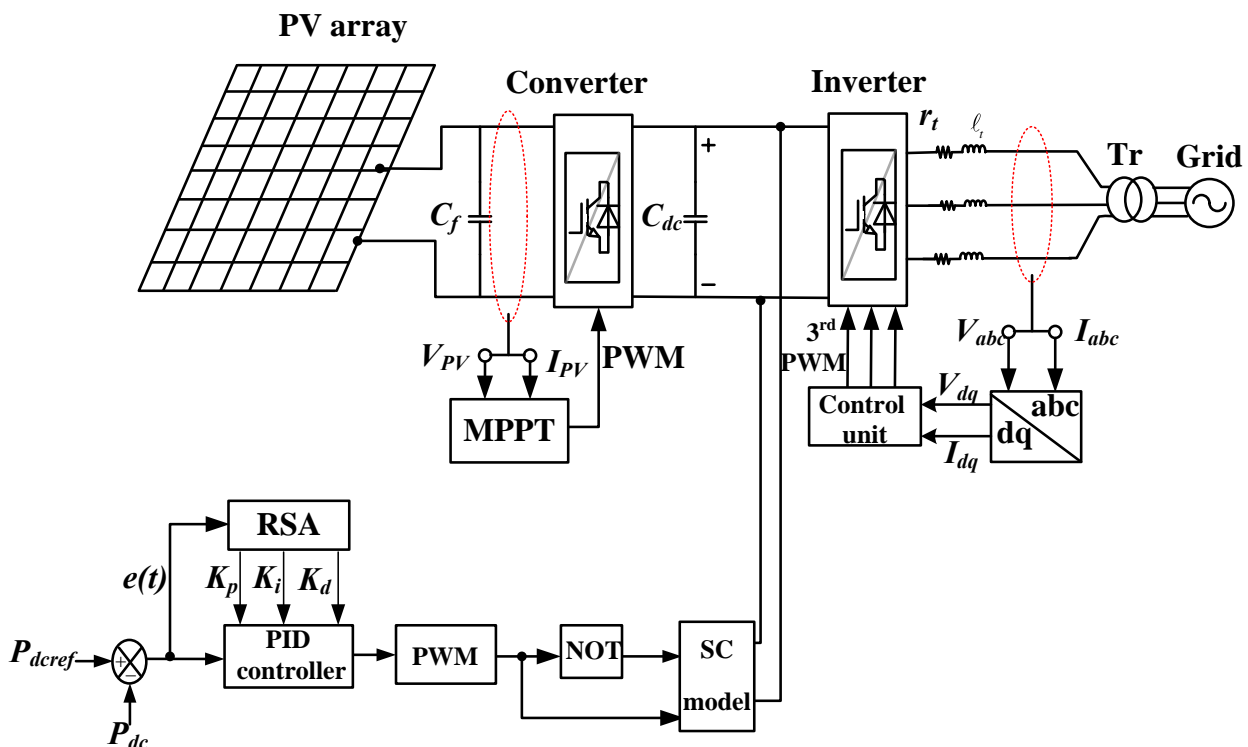 PV array
Converter
Inverter
r_t
ℓ_t
Tr
Grid
C_f
C_dc
+
−
V_PV
I_PV
PWM
MPPT
3rd
PWM
Control
unit
V_abc
I_abc
V_dq
I_dq
abc
dq
RSA
e(t)
K_p
K_i
K_d
P_dcref
+
−
P_dc
PID
controller
PWM
NOT
SC
model